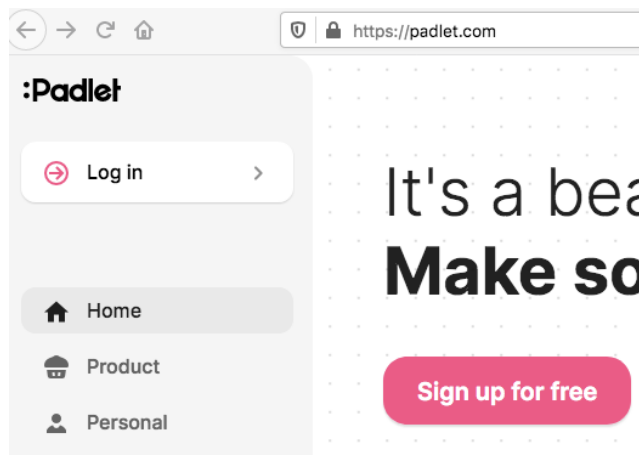 https://padlet.com
:Padlet
Log in
Home
Product
Personal
It's a bea
Make so
Sign up for free